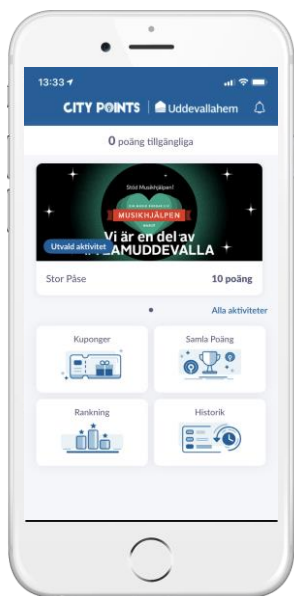 13:33
CITY POINTS | Uddevallahem
0 poäng tillgängliga
Stöd Musikhjälpen!
MUSIKHJÄLPEN
Vi är en del av
Utvald aktivitet
AMUDDEVALLA
Stor Påse 10 poäng
Alla aktiviteter
Kuponger Samla Poäng
Rankning Historik